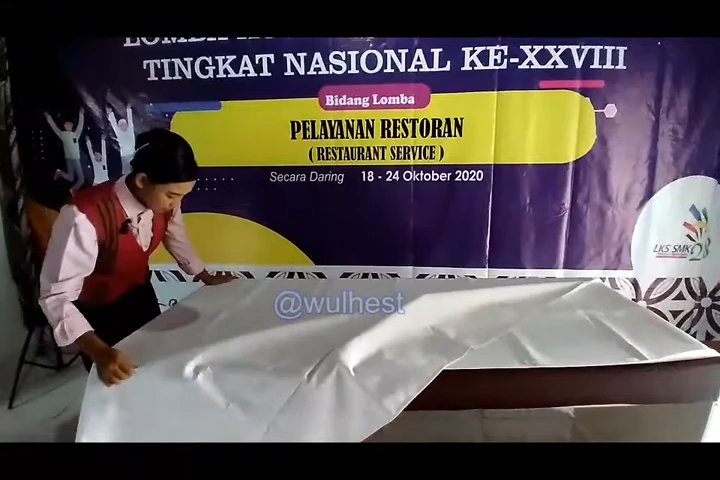 TINGKAT NASIONAL KE-XXVIII
Bidang Lomba
PELAYANAN RESTORAN
( RESTAURANT SERVICE )
Secara Daring 18 - 24 Oktober 2020
LKS SMK 28
@wulhest